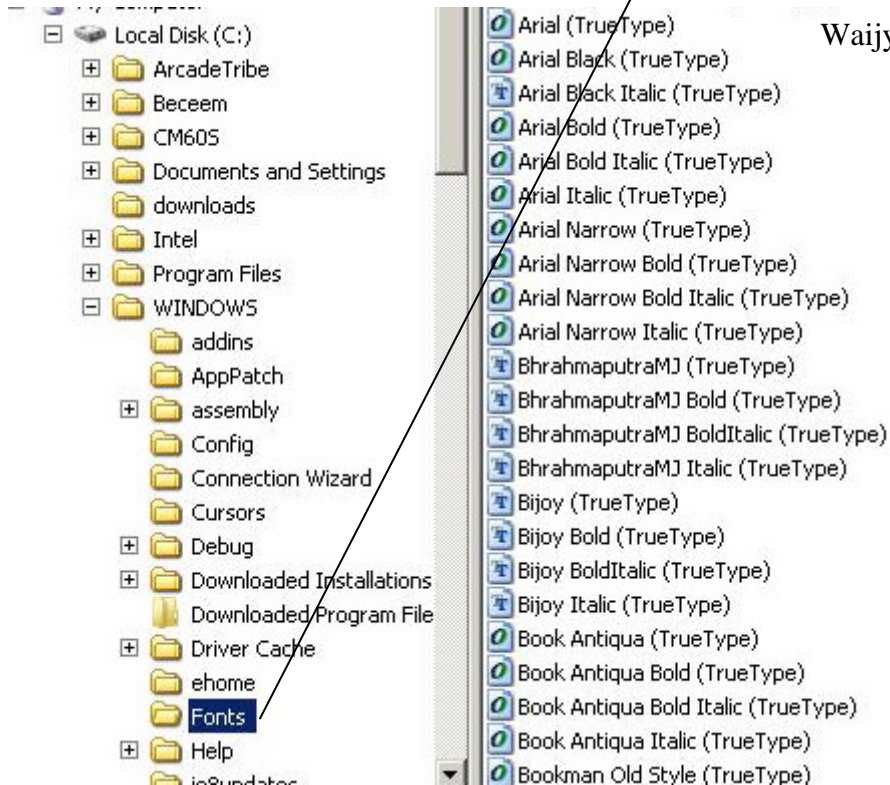 My Computer
Local Disk (C:)
ArcadeTribe
Beceem
CM60S
Documents and Settings
downloads
Intel
Program Files
WINDOWS
addins
AppPatch
assembly
Config
Connection Wizard
Cursors
Debug
Downloaded Installations
Downloaded Program File
Driver Cache
ehome
Fonts
Help
ie8updates
Arial (TrueType)
Arial Black (TrueType)
Arial Black Italic (TrueType)
Arial Bold (TrueType)
Arial Bold Italic (TrueType)
Arial Italic (TrueType)
Arial Narrow (TrueType)
Arial Narrow Bold (TrueType)
Arial Narrow Bold Italic (TrueType)
Arial Narrow Italic (TrueType)
BhrahmaputraMJ (TrueType)
BhrahmaputraMJ Bold (TrueType)
BhrahmaputraMJ BoldItalic (TrueType)
BhrahmaputraMJ Italic (TrueType)
Bijoy (TrueType)
Bijoy Bold (TrueType)
Bijoy BoldItalic (TrueType)
Bijoy Italic (TrueType)
Book Antiqua (TrueType)
Book Antiqua Bold (TrueType)
Book Antiqua Bold Italic (TrueType)
Book Antiqua Italic (TrueType)
Bookman Old Style (TrueType)
Waijy